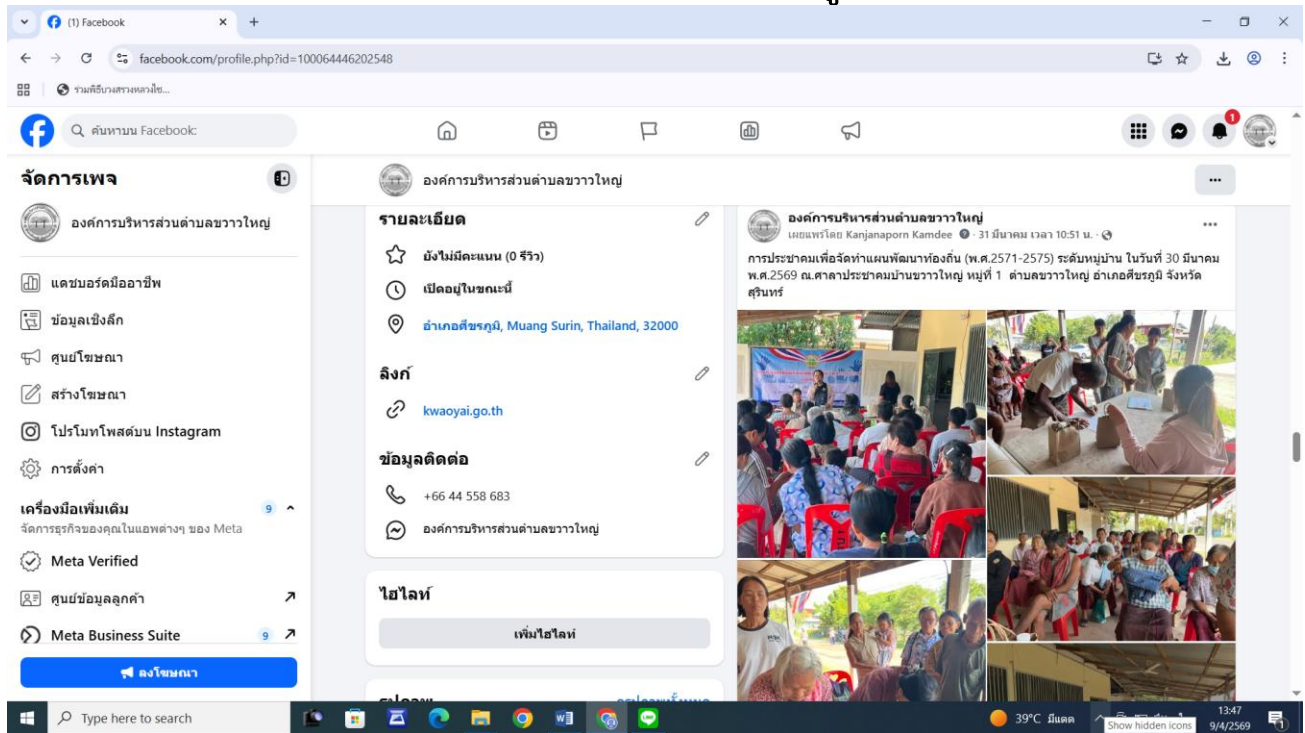 (1) Facebook
facebook.com/profile.php?id=100064446202548
ร่วมพิธีบวงสรวงหลวงไช...
ค้นหาบน Facebook
1
จัดการเพจ
องค์การบริหารส่วนตำบลขวาวใหญ่
แดชบอร์ดมืออาชีพ
ข้อมูลเชิงลึก
ศูนย์โฆษณา
สร้างโฆษณา
โปรโมทโพสต์บน Instagram
การตั้งค่า
เครื่องมือเพิ่มเติม 9
จัดการธุรกิจของคุณในแอพต่างๆ ของ Meta
Meta Verified
ศูนย์ข้อมูลลูกค้า
Meta Business Suite 9
ลงโฆษณา
องค์การบริหารส่วนตำบลขวาวใหญ่
รายละเอียด
ยังไม่มีคะแนน (0 รีวิว)
เปิดอยู่ในขณะนี้
อำเภอศีขรภูมิ, Muang Surin, Thailand, 32000
ลิงก์
kwaoyai.go.th
ข้อมูลติดต่อ
+66 44 558 683
องค์การบริหารส่วนตำบลขวาวใหญ่
ไฮไลท์
เพิ่มไฮไลท์
องค์การบริหารส่วนตำบลขวาวใหญ่
เผยแพร่โดย Kanjanaporn Kamdee · 31 มีนาคม เวลา 10:51 น. ·
การประชาคมเพื่อจัดทำแผนพัฒนาท้องถิ่น (พ.ศ.2571-2575) ระดับหมู่บ้าน ในวันที่ 30 มีนาคม
พ.ศ.2569 ณ.ศาลาประชาคมบ้านขวาวใหญ่ หมู่ที่ 1 ตำบลขวาวใหญ่ อำเภอศีขรภูมิ จังหวัด
สุรินทร์
Type here to search
39°C มีแดด
Show hidden icons
13:47
9/4/2569
1